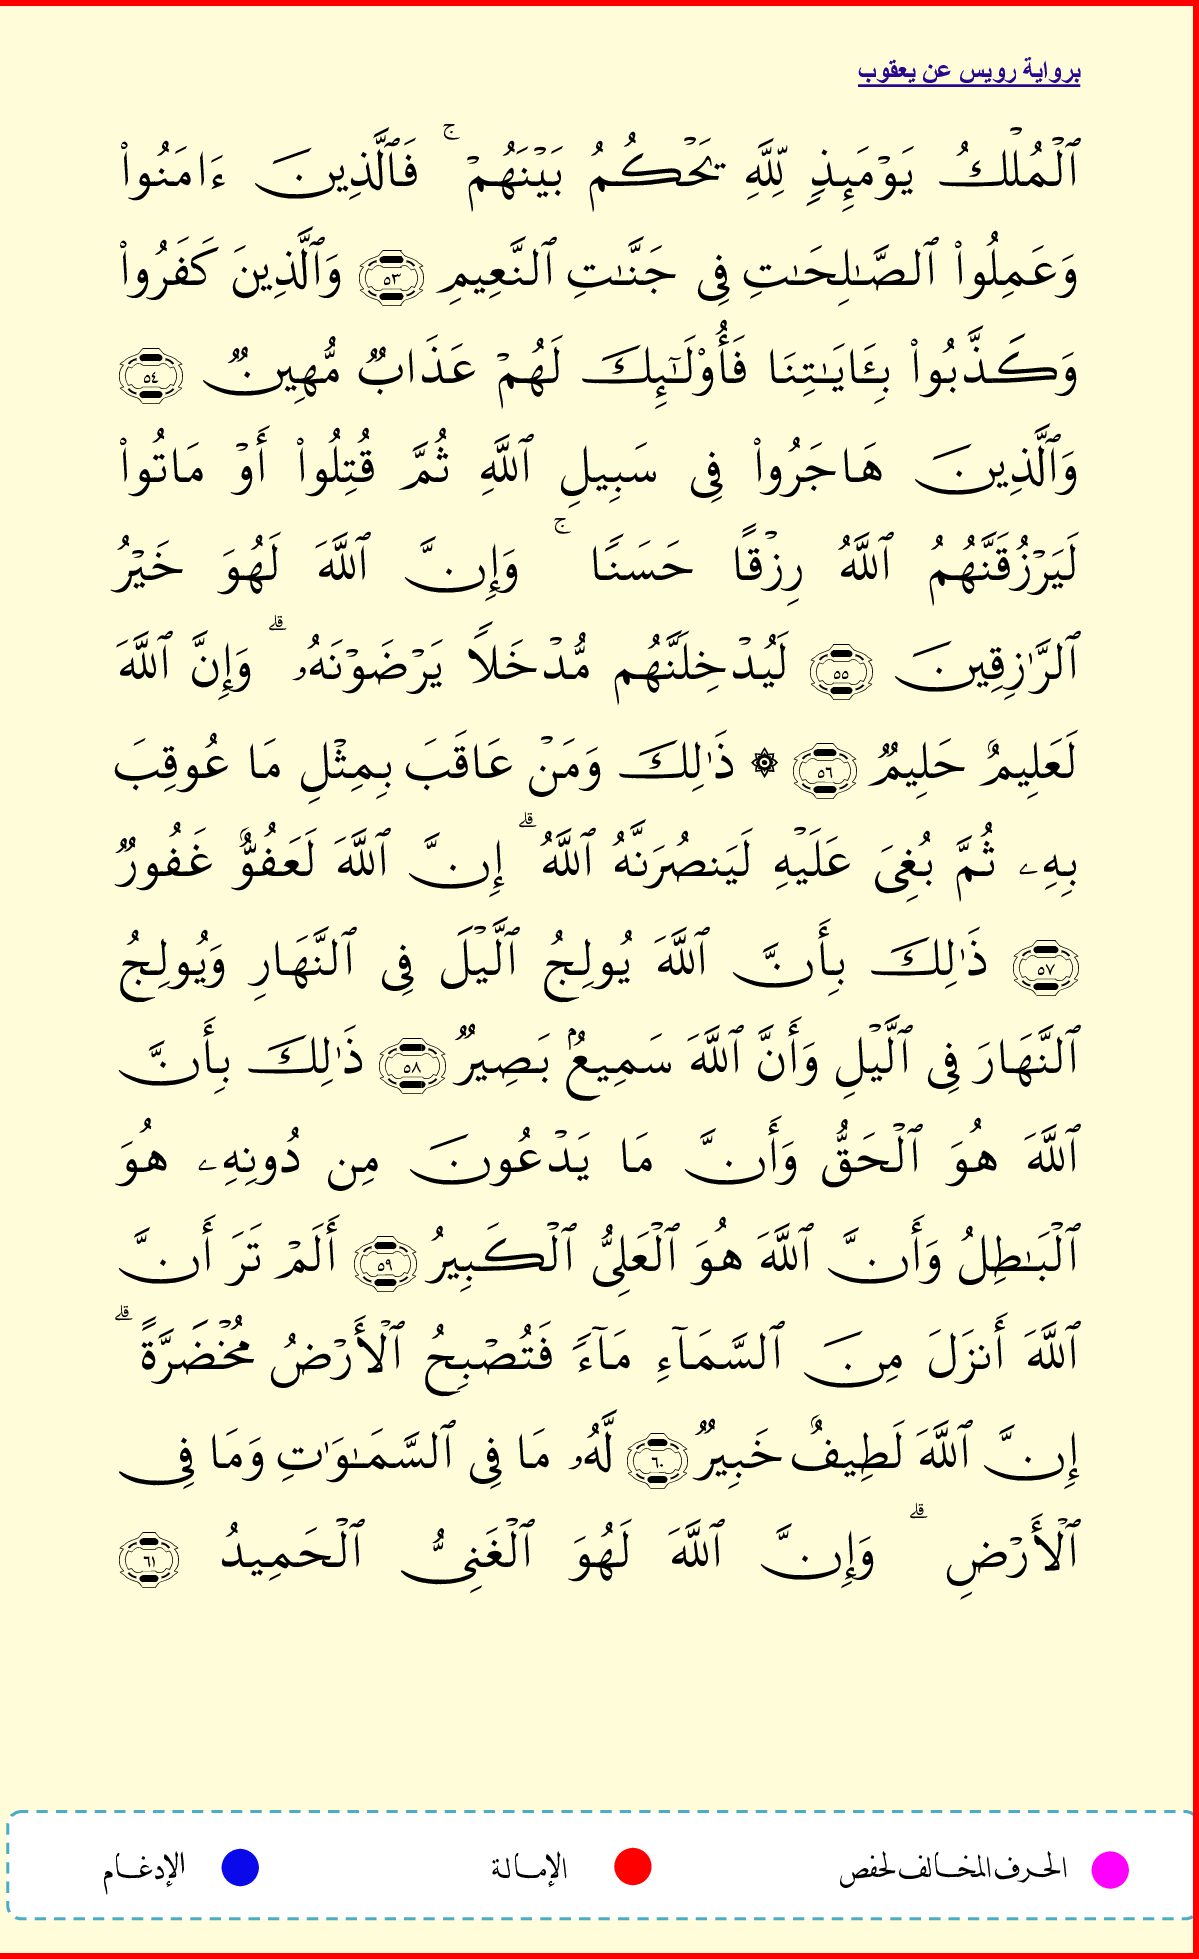 برواية رويس عن يعقوب
ٱلْمُلْكُ يَوْمَئِذٍ لِّلَّهِ يَحْكُمُ بَيْنَهُمْ ۚ فَٱلَّذِينَ ءَامَنُوا۟
وَعَمِلُوا۟ ٱلصَّـٰلِحَـٰتِ فِى جَنَّـٰتِ ٱلنَّعِيمِ ٥٣ وَٱلَّذِينَ كَفَرُوا۟
وَكَذَّبُوا۟ بِـَٔايَـٰتِنَا فَأُو۟لَـٰٓئِكَ لَهُمْ عَذَابٌ مُّهِينٌ ٥٤
وَٱلَّذِينَ هَاجَرُوا۟ فِى سَبِيلِ ٱللَّهِ ثُمَّ قُتِلُوا۟ أَوْ مَاتُوا۟
لَيَرْزُقَنَّهُمُ ٱللَّهُ رِزْقًا حَسَنًا ۚ وَإِنَّ ٱللَّهَ لَهُوَ خَيْرُ
ٱلرَّٰزِقِينَ ٥٥ لَيُدْخِلَنَّهُم مُّدْخَلًا يَرْضَوْنَهُۥ ۗ وَإِنَّ ٱللَّهَ
لَعَلِيمٌ حَلِيمٌ ٥٦ ۞ ذَٰلِكَ وَمَنْ عَاقَبَ بِمِثْلِ مَا عُوقِبَ
بِهِۦ ثُمَّ بُغِىَ عَلَيْهِ لَيَنصُرَنَّهُ ٱللَّهُ ۗ إِنَّ ٱللَّهَ لَعَفُوٌّ غَفُورٌ
٥٧ ذَٰلِكَ بِأَنَّ ٱللَّهَ يُولِجُ ٱلَّيْلَ فِى ٱلنَّهَارِ وَيُولِجُ
ٱلنَّهَارَ فِى ٱلَّيْلِ وَأَنَّ ٱللَّهَ سَمِيعٌۢ بَصِيرٌ ٥٨ ذَٰلِكَ بِأَنَّ
ٱللَّهَ هُوَ ٱلْحَقُّ وَأَنَّ مَا يَدْعُونَ مِن دُونِهِۦ هُوَ
ٱلْبَـٰطِلُ وَأَنَّ ٱللَّهَ هُوَ ٱلْعَلِىُّ ٱلْكَبِيرُ ٥٩ أَلَمْ تَرَ أَنَّ
ٱللَّهَ أَنزَلَ مِنَ ٱلسَّمَآءِ مَآءً فَتُصْبِحُ ٱلْأَرْضُ مُخْضَرَّةً ۗ
إِنَّ ٱللَّهَ لَطِيفٌ خَبِيرٌ ٦٠ لَّهُۥ مَا فِى ٱلسَّمَـٰوَٰتِ وَمَا فِى
ٱلْأَرْضِ ۗ وَإِنَّ ٱللَّهَ لَهُوَ ٱلْغَنِىُّ ٱلْحَمِيدُ ٦١
الحرف المخالف لحفص الإمالة الإدغام